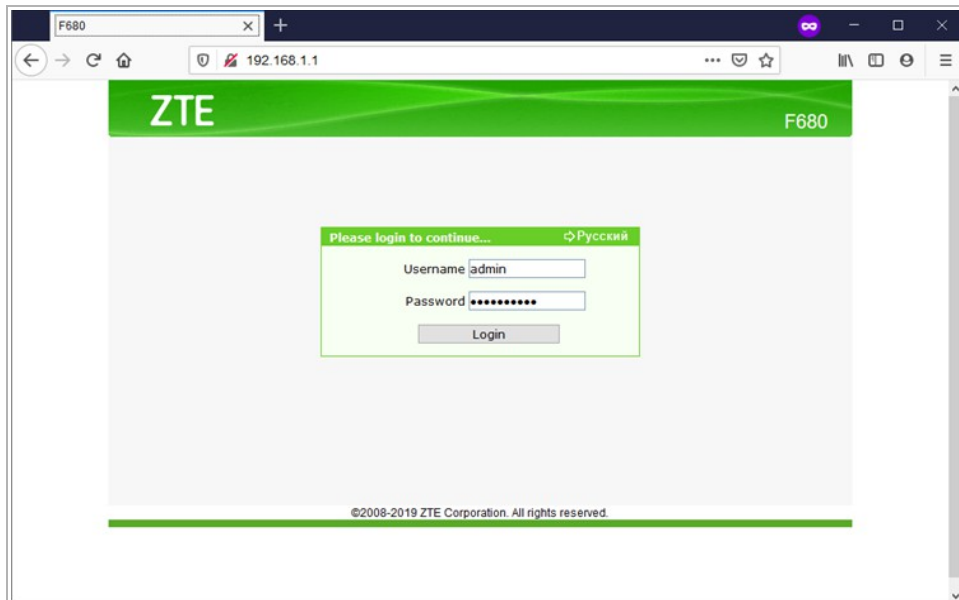 F680
192.168.1.1
ZTE
F680
Please login to continue... ⇨Русский
Username admin
Password ••••••••••
Login
©2008-2019 ZTE Corporation. All rights reserved.